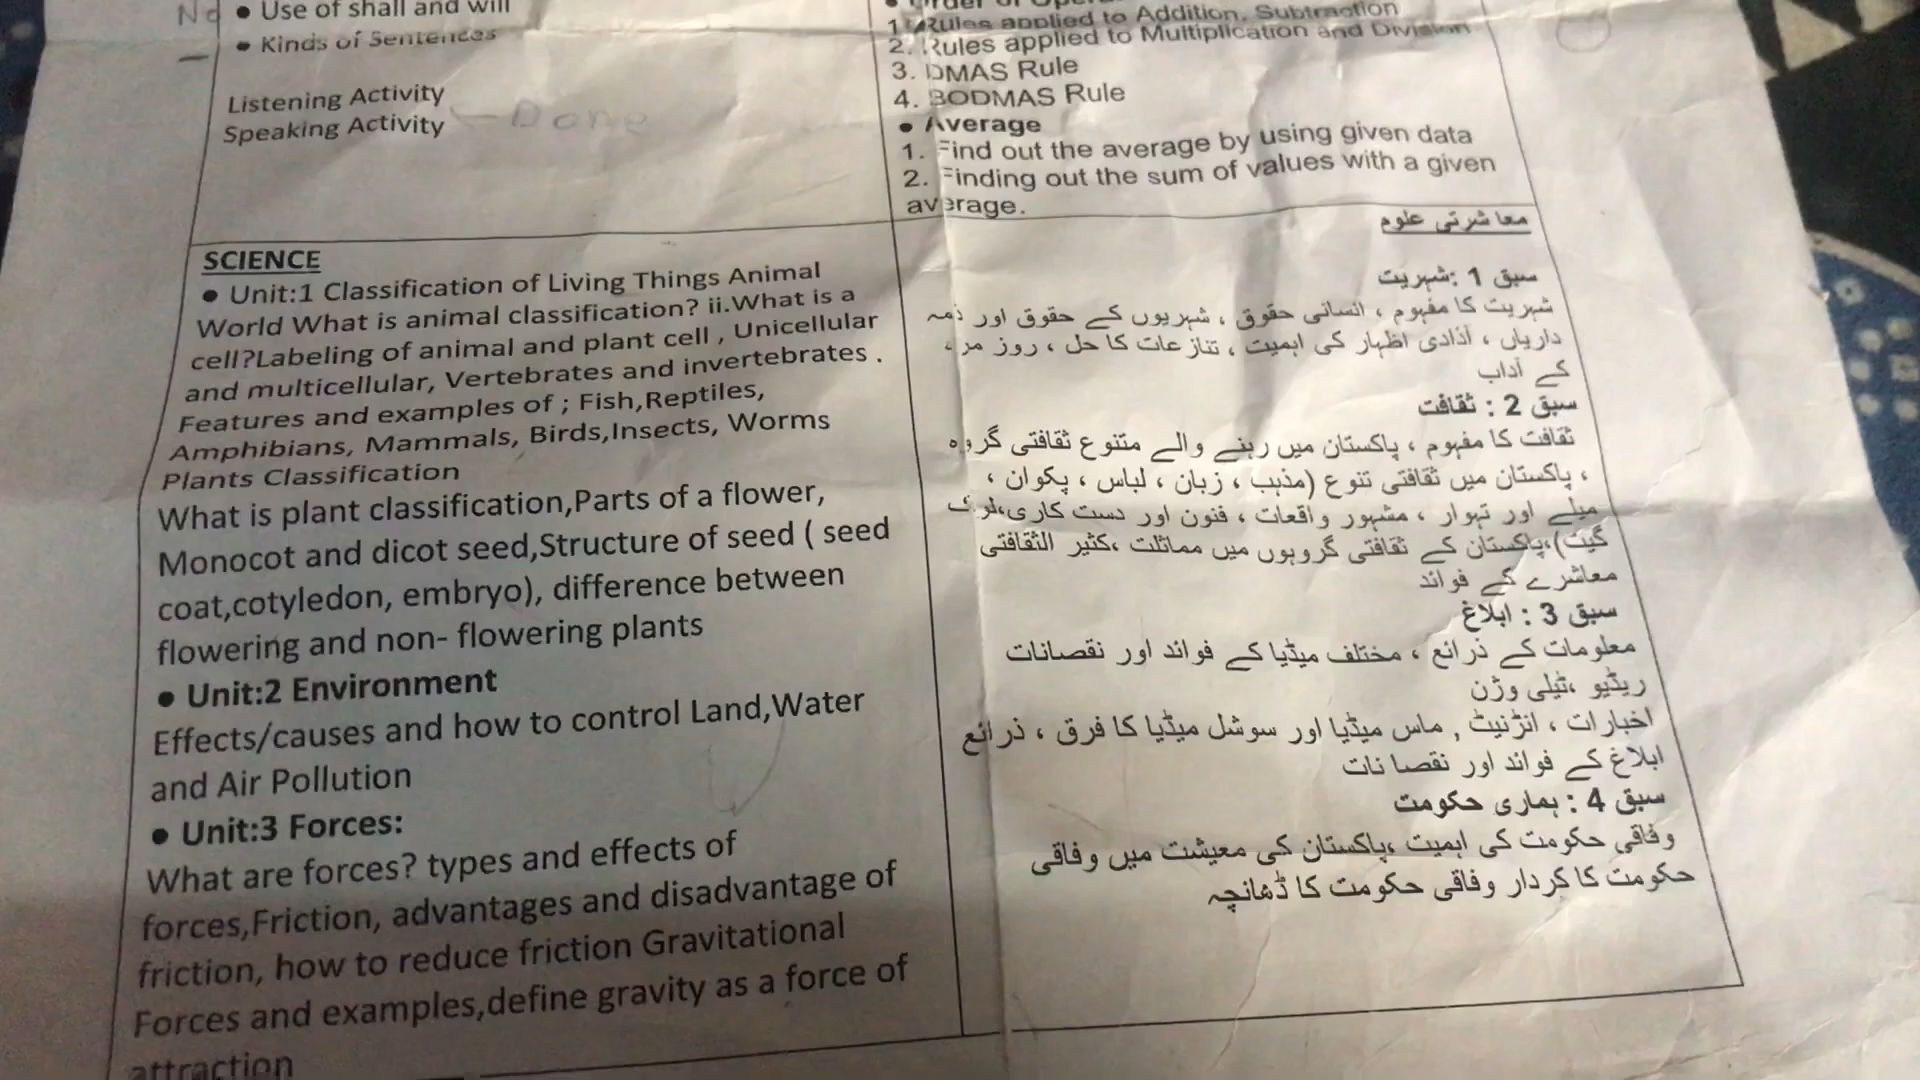 No
• Use of shall and will
• Kinds of Sentences
Listening Activity
Speaking Activity
Done
1. Rules applied to Addition, Subtraction
2. Rules applied to Multiplication and Division
3. DMAS Rule
4. BODMAS Rule
• Average
1. Find out the average by using given data
2. Finding out the sum of values with a given
average.
SCIENCE
• Unit:1 Classification of Living Things Animal
World What is animal classification? ii.What is a
cell?Labeling of animal and plant cell , Unicellular
and multicellular, Vertebrates and invertebrates .
Features and examples of ; Fish,Reptiles,
Amphibians, Mammals, Birds,Insects, Worms
Plants Classification
What is plant classification,Parts of a flower,
Monocot and dicot seed,Structure of seed ( seed
coat,cotyledon, embryo), difference between
flowering and non- flowering plants
• Unit:2 Environment
Effects/causes and how to control Land,Water
and Air Pollution
• Unit:3 Forces:
What are forces? types and effects of
forces,Friction, advantages and disadvantage of
friction, how to reduce friction Gravitational
Forces and examples,define gravity as a force of
attraction
معاشرتی علوم
سبق 1 :شہریت
شہریت کا مفہوم ، انسانی حقوق ، شہریوں کے حقوق اور ذمہ
داریاں ، آذادی اظہار کی اہمیت ، تنازعات کا حل ، روز مرہ
کے آداب
سبق 2 : ثقافت
ثقافت کا مفہوم ، پاکستان میں رہنے والے متنوع ثقافتی گروہ
، پاکستان میں ثقافتی تنوع (مذہب ، زبان ، لباس ، پکوان ،
میلے اور تہوار ، مشہور واقعات ، فنون اور دست کاری،لوک
گیت)،پاکستان کے ثقافتی گروہوں میں مماثلت ،کثیر الثقافتی
معاشرے کے فوائد
سبق 3 : ابلاغ
معلومات کے ذرائع ، مختلف میڈیا کے فوائد اور نقصانات
ریڈیو ،ٹیلی وژن
اخبارات ، انٹرنیٹ , ماس میڈیا اور سوشل میڈیا کا فرق ، ذرائع
ابلاغ کے فوائد اور نقصا نات
سبق 4 : ہماری حکومت
وفاقی حکومت کی اہمیت ،پاکستان کی معیشت میں وفاقی
حکومت کا کردار وفاقی حکومت کا ڈھانچہ